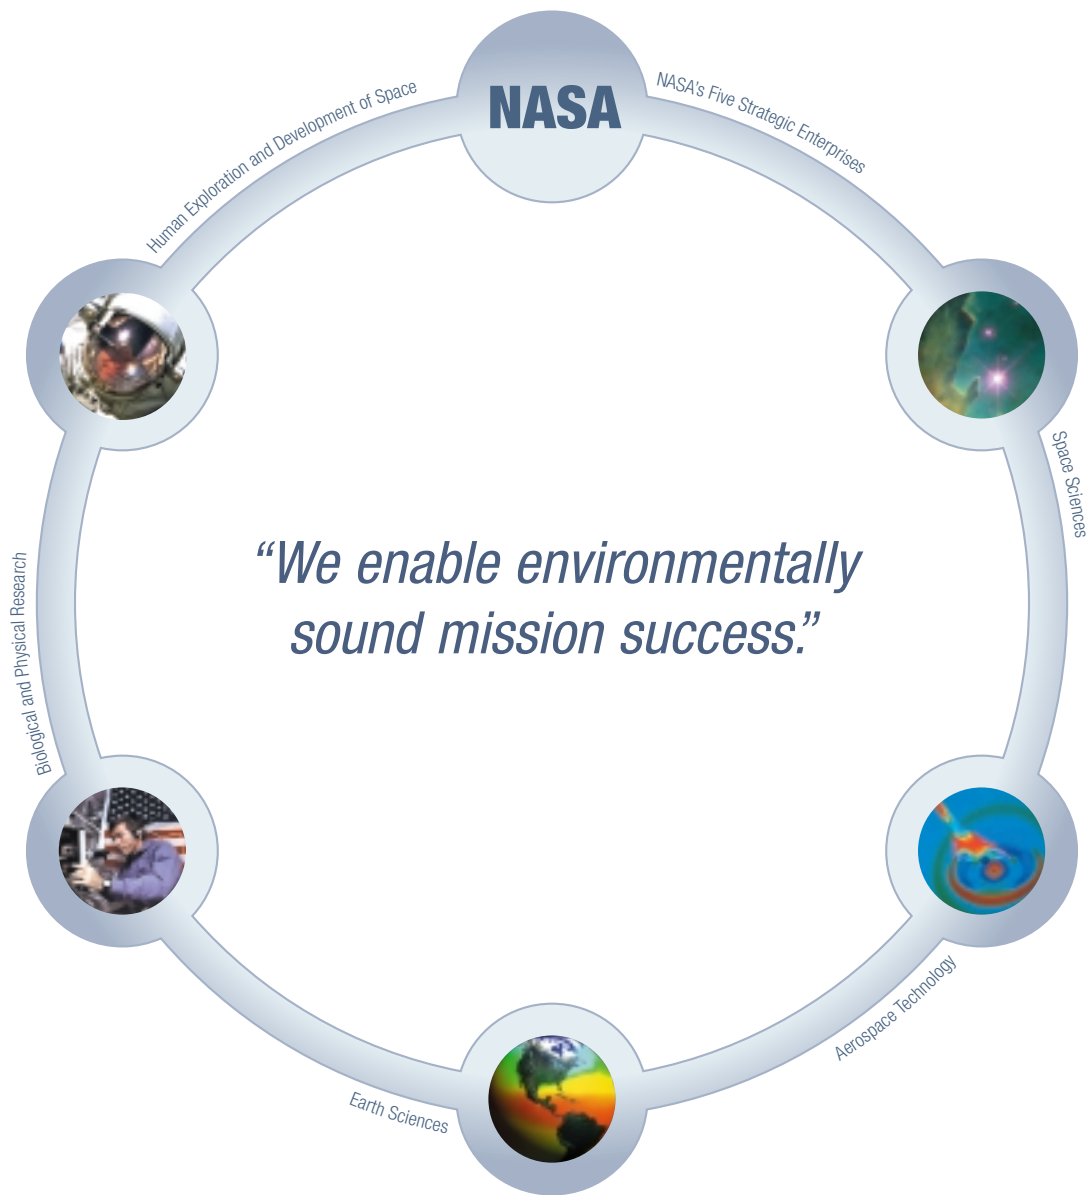 NASA
NASA's Five Strategic Enterprises
Space Sciences
Aerospace Technology
Earth Sciences
Biological and Physical Research
Human Exploration and Development of Space
“We enable environmentally
sound mission success.”